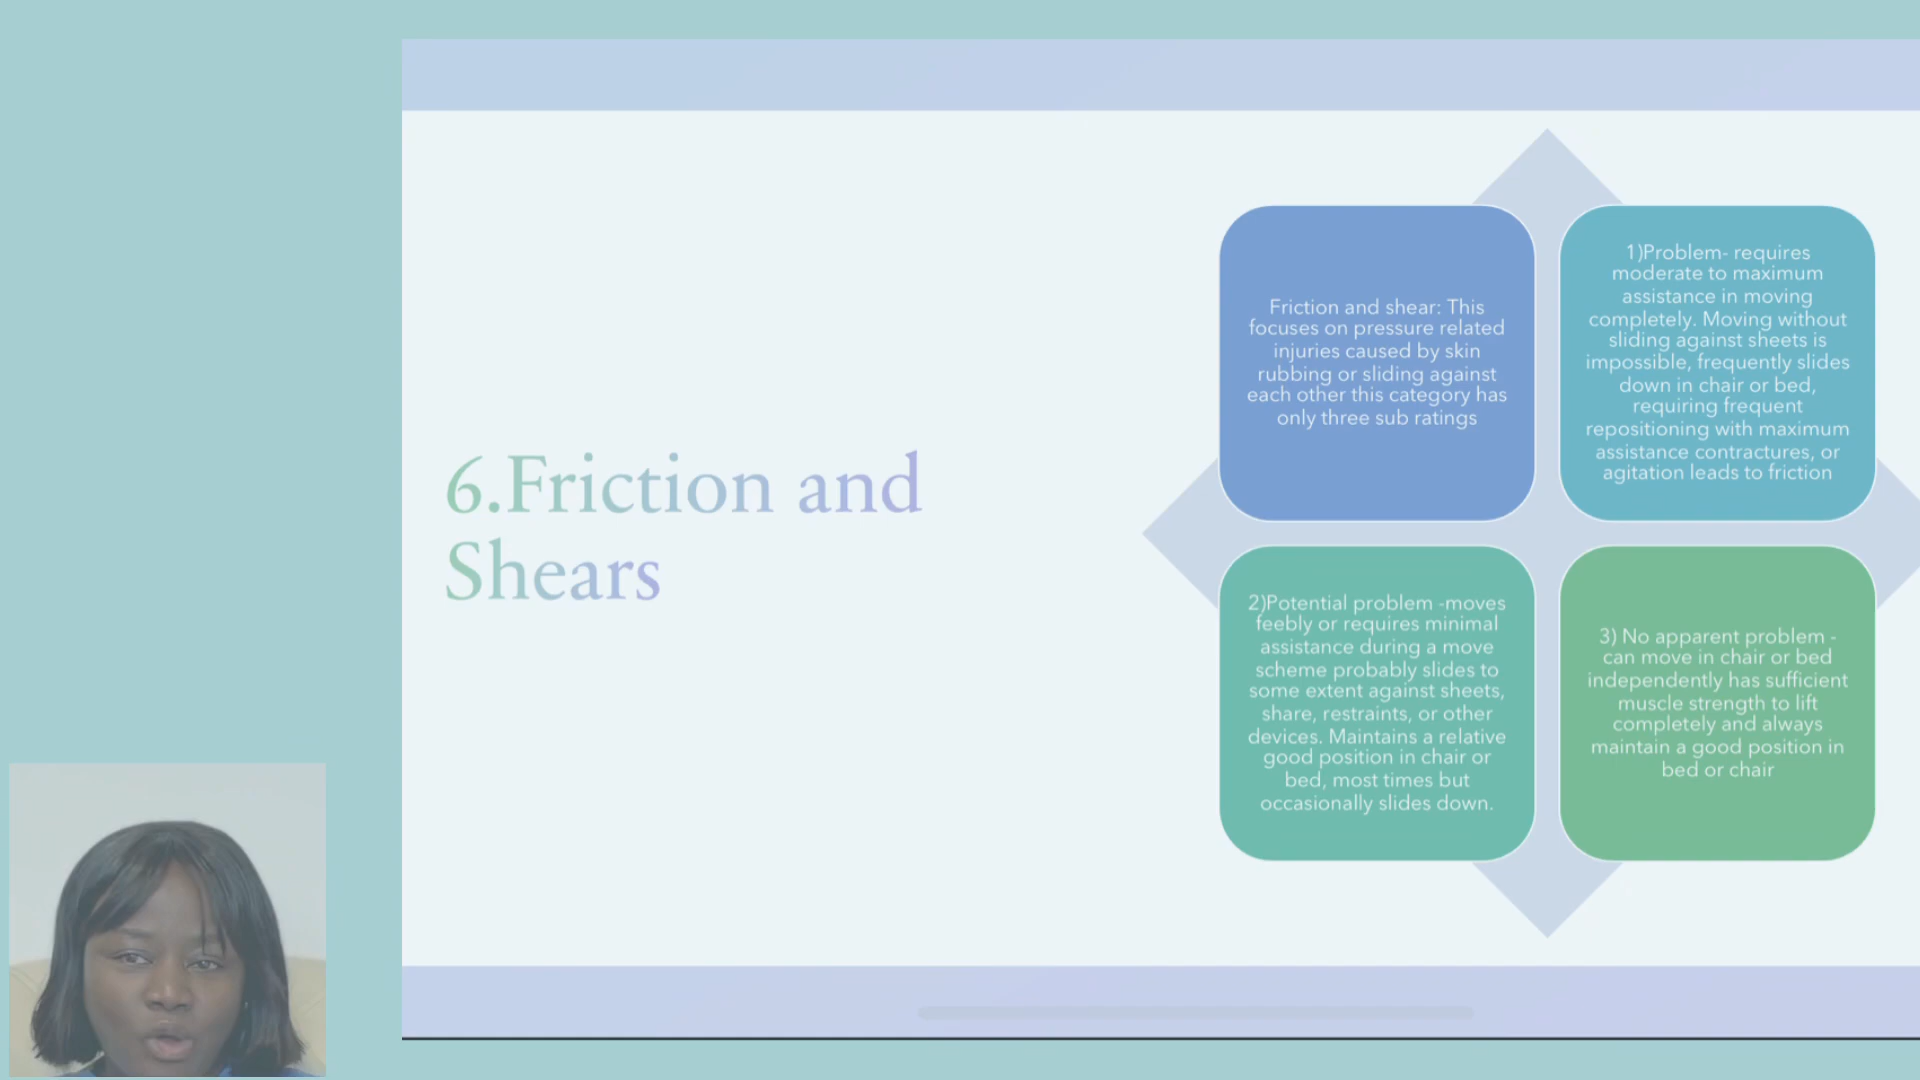 6.Friction and
Shears
Friction and shear: This
focuses on pressure related
injuries caused by skin
rubbing or sliding against
each other this category has
only three sub ratings
1)Problem- requires
moderate to maximum
assistance in moving
completely. Moving without
sliding against sheets is
impossible, frequently slides
down in chair or bed,
requiring frequent
repositioning with maximum
assistance contractures, or
agitation leads to friction
2)Potential problem -moves
feebly or requires minimal
assistance during a move
scheme probably slides to
some extent against sheets,
share, restraints, or other
devices. Maintains a relative
good position in chair or
bed, most times but
occasionally slides down.
3) No apparent problem -
can move in chair or bed
independently has sufficient
muscle strength to lift
completely and always
maintain a good position in
bed or chair